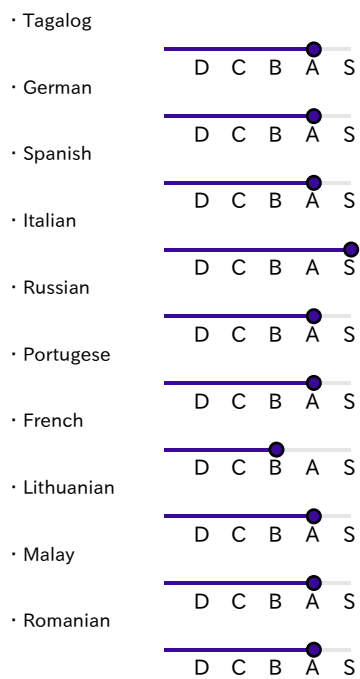 · Tagalog
D C B A S
· German
D C B A S
· Spanish
D C B A S
· Italian
D C B A S
· Russian
D C B A S
· Portugese
D C B A S
· French
D C B A S
· Lithuanian
D C B A S
· Malay
D C B A S
· Romanian
D C B A S